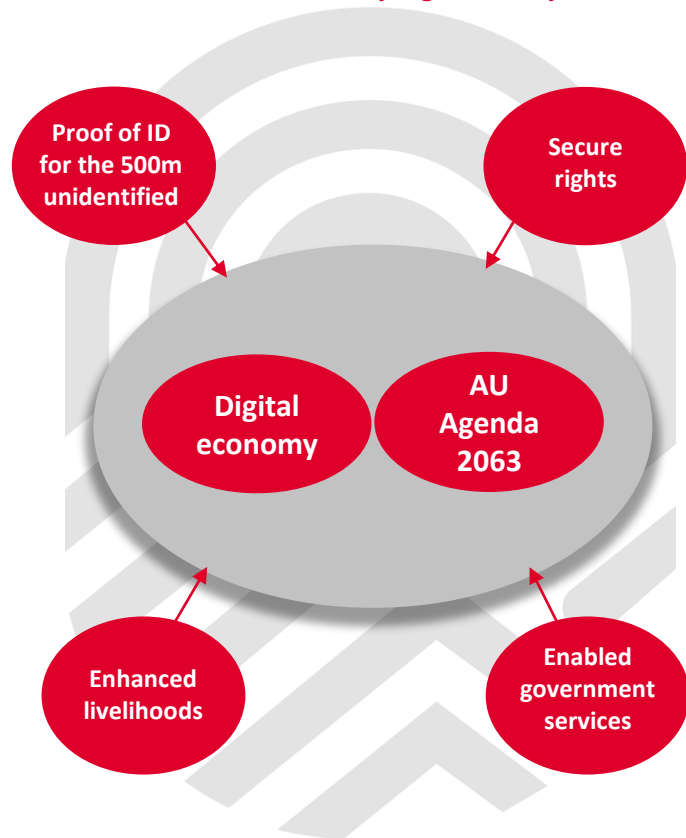 Proof of ID
for the 500m
unidentified
Secure
rights
Digital
economy
AU
Agenda
2063
Enhanced
livelihoods
Enabled
government
services